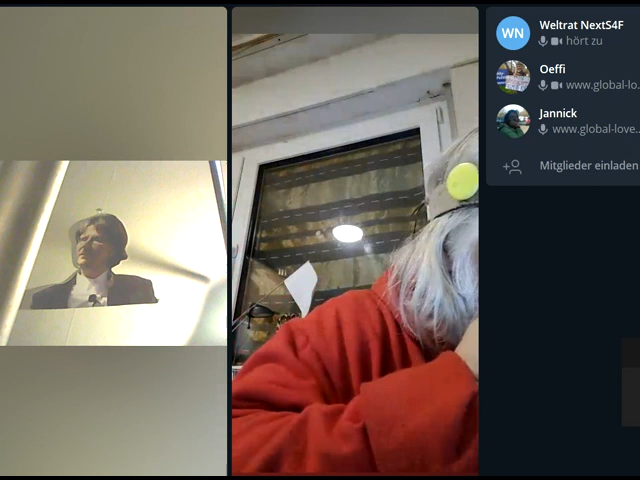 WN
Weltrat NextS4F
hört zu
Oeffi
www.global-lo.
Jannick
www.global-love..
Mitglieder einladen